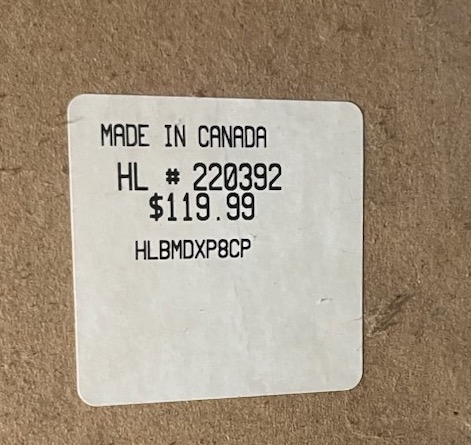 MADE IN CANADA
HL # 220392
$119.99
HLBMDXP8CP